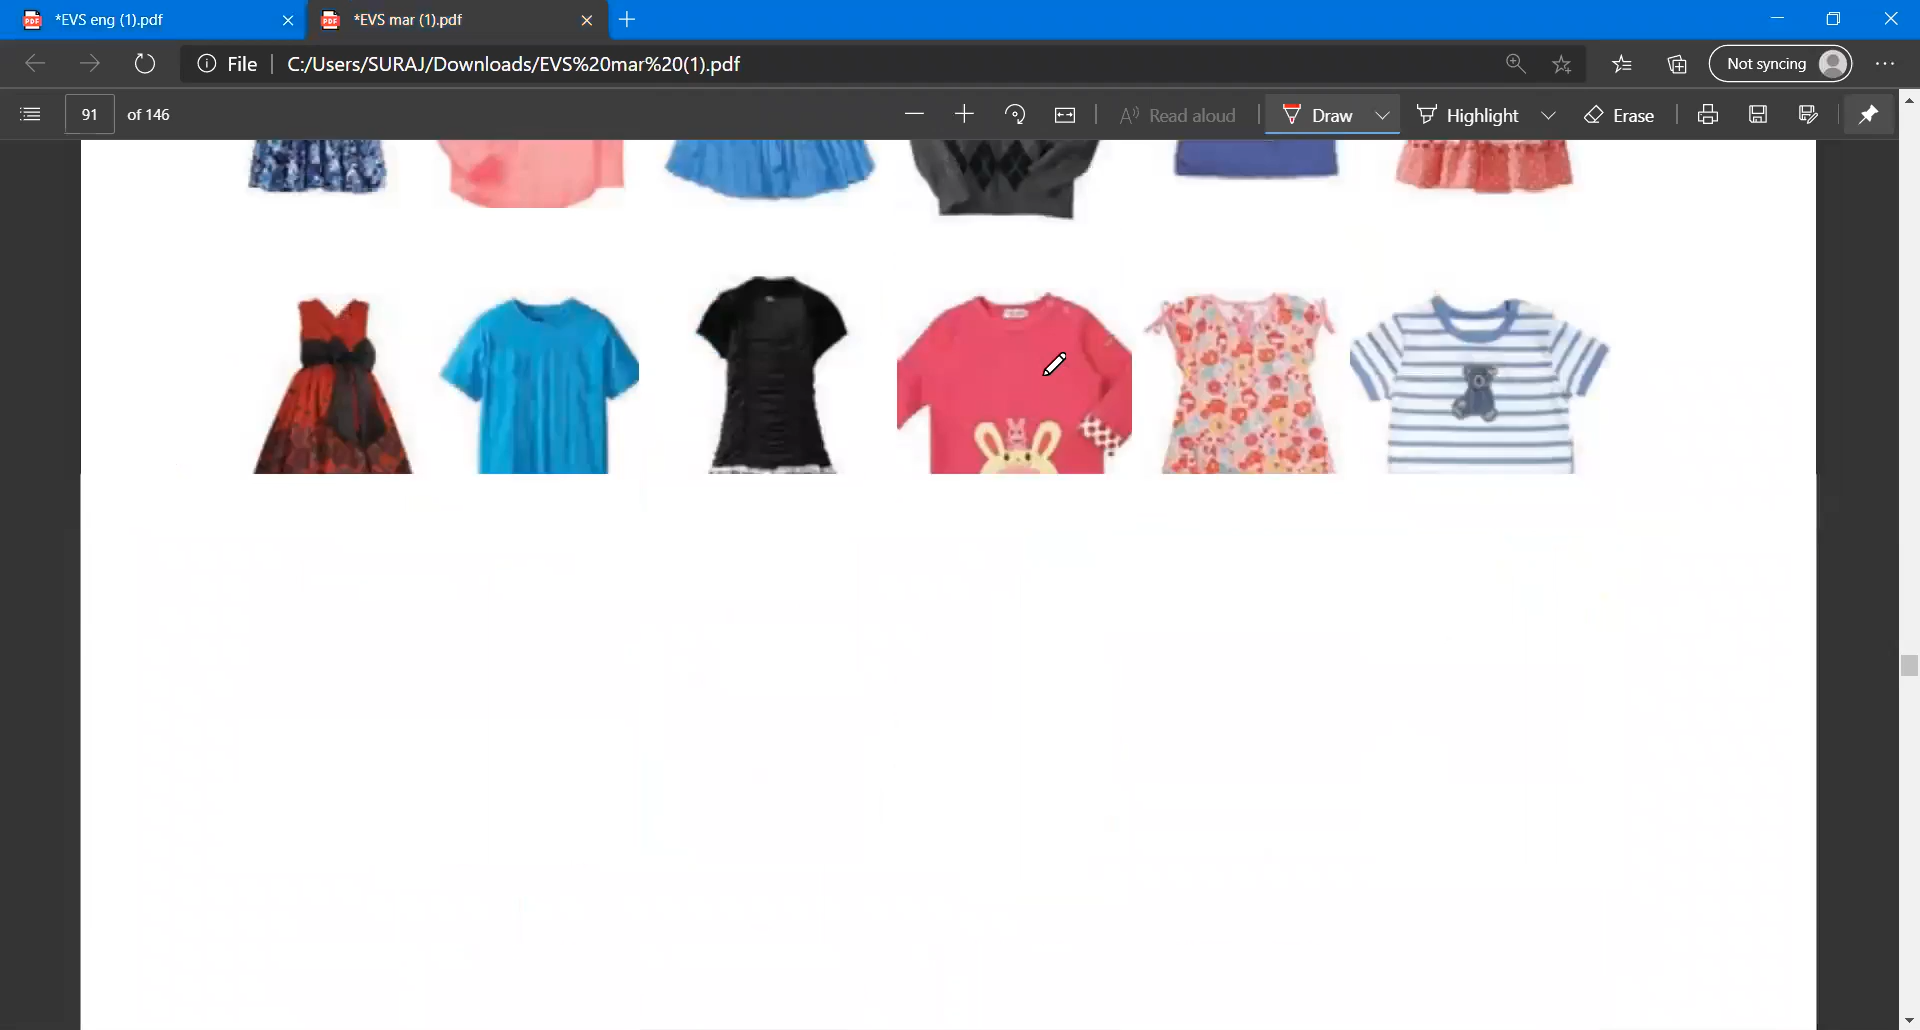 *EVS eng (1).pdf
*EVS mar (1).pdf
File
C:/Users/SURAJ/Downloads/EVS%20mar%20(1).pdf
Not syncing
91 of 146
Read aloud
Draw
Highlight
Erase